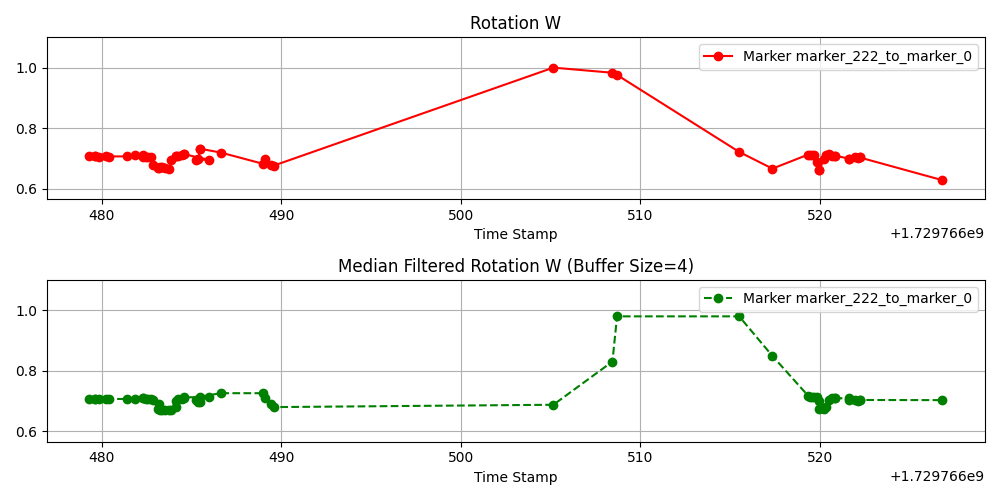 Rotation W
Marker marker_222_to_marker_0
1.0
0.8
0.6
480 490 500 510 520
Time Stamp
+1.729766e9
Median Filtered Rotation W (Buffer Size=4)
Marker marker_222_to_marker_0
1.0
0.8
0.6
480 490 500 510 520
Time Stamp
+1.729766e9